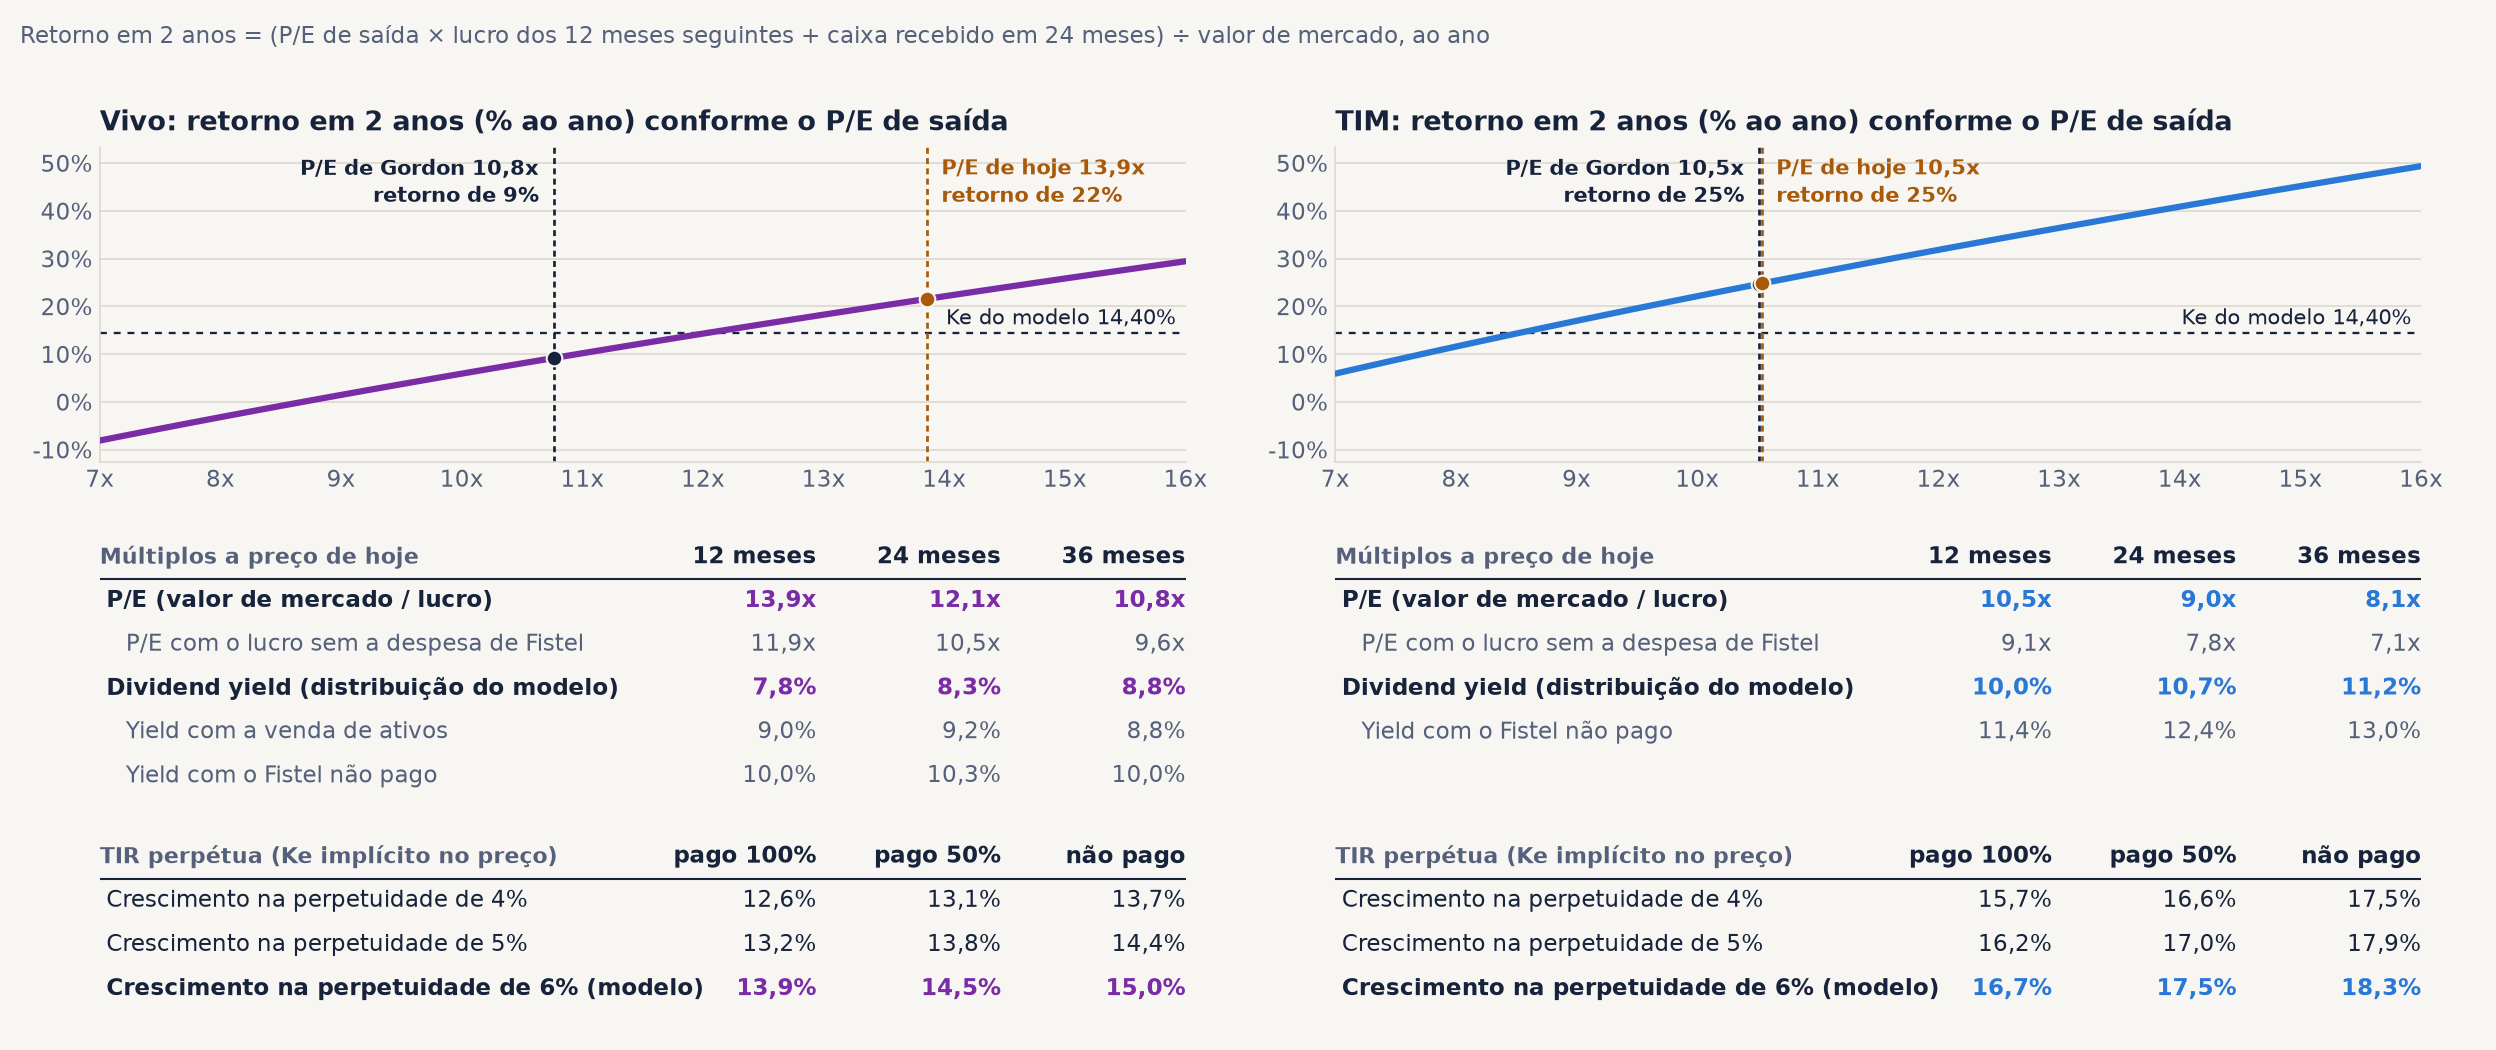 Retorno em 2 anos = (P/E de saída × lucro dos 12 meses seguintes + caixa recebido em 24 meses) ÷ valor de mercado, ao ano
Vivo: retorno em 2 anos (% ao ano) conforme o P/E de saída
50%
40%
30%
20%
10%
0%
-10%
P/E de Gordon 10,8x
retorno de 9%
P/E de hoje 13,9x
retorno de 22%
Ke do modelo 14,40%
7x 8x 9x 10x 11x 12x 13x 14x 15x 16x
Múltiplos a preço de hoje 12 meses 24 meses 36 meses
P/E (valor de mercado / lucro) 13,9x 12,1x 10,8x
P/E com o lucro sem a despesa de Fistel 11,9x 10,5x 9,6x
Dividend yield (distribuição do modelo) 7,8% 8,3% 8,8%
Yield com a venda de ativos 9,0% 9,2% 8,8%
Yield com o Fistel não pago 10,0% 10,3% 10,0%
TIR perpétua (Ke implícito no preço) pago 100% pago 50% não pago
Crescimento na perpetuidade de 4% 12,6% 13,1% 13,7%
Crescimento na perpetuidade de 5% 13,2% 13,8% 14,4%
Crescimento na perpetuidade de 6% (modelo) 13,9% 14,5% 15,0%
TIM: retorno em 2 anos (% ao ano) conforme o P/E de saída
50%
40%
30%
20%
10%
0%
-10%
P/E de Gordon 10,5x
retorno de 25%
P/E de hoje 10,5x
retorno de 25%
Ke do modelo 14,40%
7x 8x 9x 10x 11x 12x 13x 14x 15x 16x
Múltiplos a preço de hoje 12 meses 24 meses 36 meses
P/E (valor de mercado / lucro) 10,5x 9,0x 8,1x
P/E com o lucro sem a despesa de Fistel 9,1x 7,8x 7,1x
Dividend yield (distribuição do modelo) 10,0% 10,7% 11,2%
Yield com o Fistel não pago 11,4% 12,4% 13,0%
TIR perpétua (Ke implícito no preço) pago 100% pago 50% não pago
Crescimento na perpetuidade de 4% 15,7% 16,6% 17,5%
Crescimento na perpetuidade de 5% 16,2% 17,0% 17,9%
Crescimento na perpetuidade de 6% (modelo) 16,7% 17,5% 18,3%